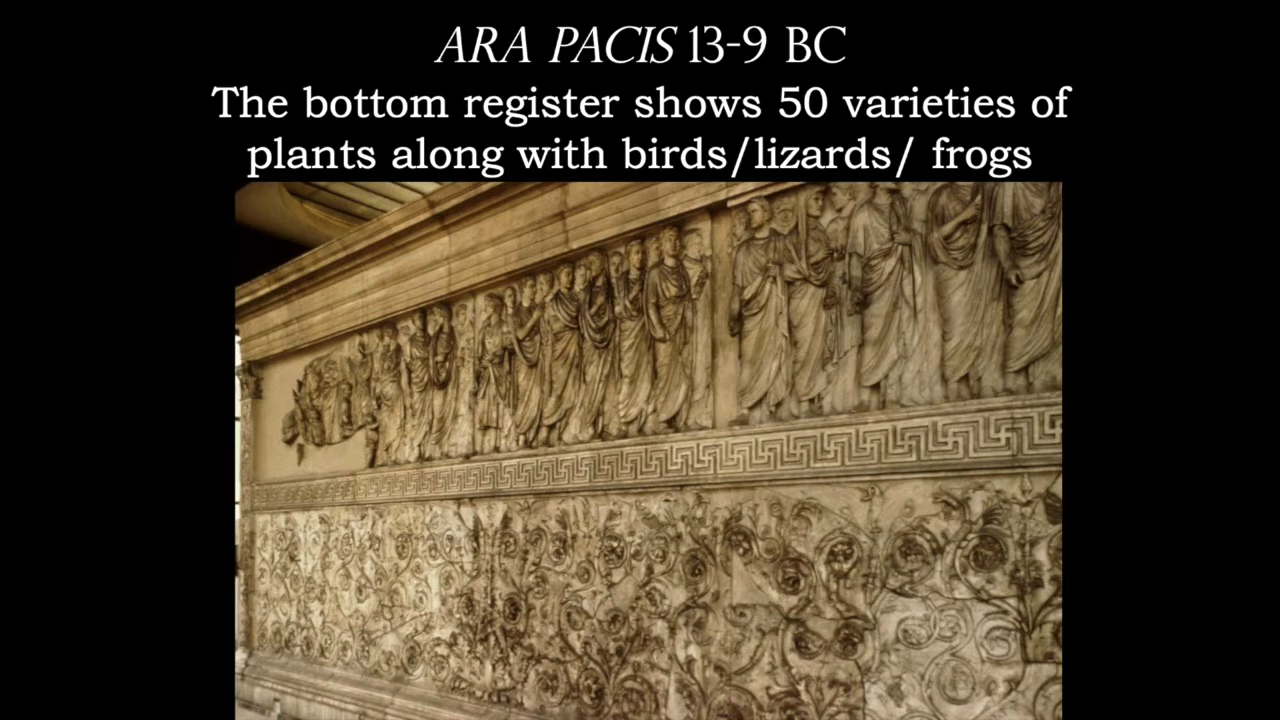 ARA PACIS 13-9 BC
The bottom register shows 50 varieties of
plants along with birds/lizards/ frogs